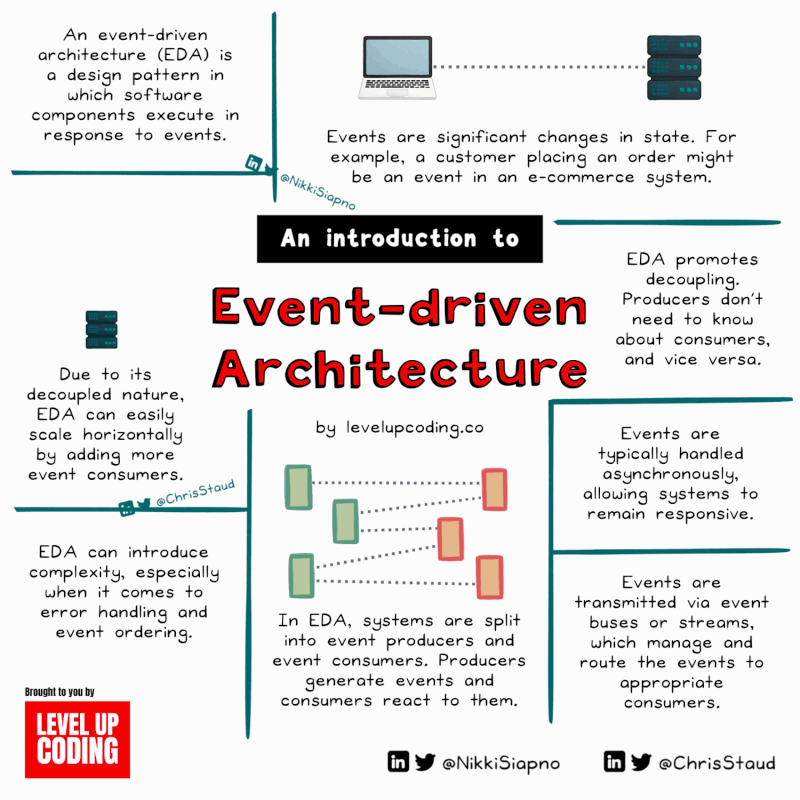 An event-driven
architecture (EDA) is
a design pattern in
which software
components execute in
response to events.
in @NikkiSiapno
Events are significant changes in state. For
example, a customer placing an order might
be an event in an e-commerce system.
An introduction to
Event-driven
Architecture
by levelupcoding.co
EDA promotes
decoupling.
Producers don't
need to know
about consumers,
and vice versa.
Due to its
decoupled nature,
EDA can easily
scale horizontally
by adding more
event consumers.
in @ChrisStaud
Events are
typically handled
asynchronously,
allowing systems to
remain responsive.
EDA can introduce
complexity, especially
when it comes to
error handling and
event ordering.
In EDA, systems are split
into event producers and
event consumers. Producers
generate events and
consumers react to them.
Events are
transmitted via event
buses or streams,
which manage and
route the events to
appropriate
consumers.
Brought to you by
LEVEL UP
CODING
in @NikkiSiapno
in @ChrisStaud